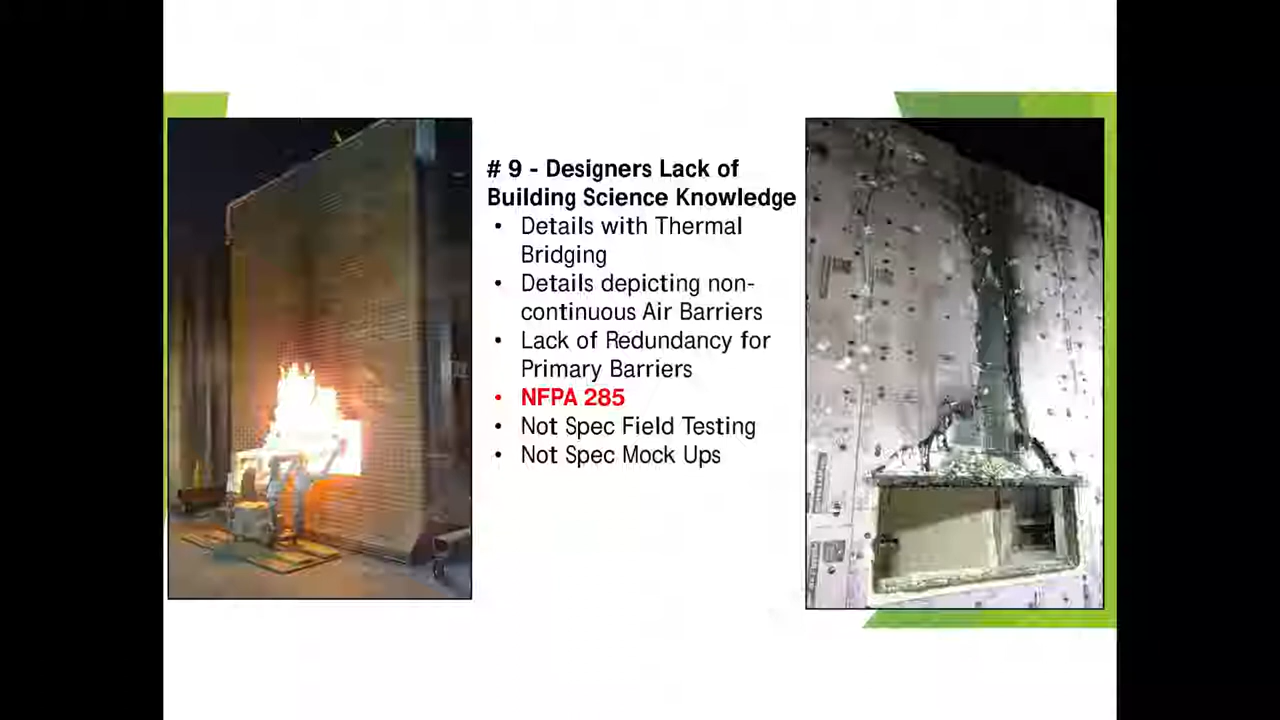 # 9 - Designers Lack of
Building Science Knowledge
• Details with Thermal
Bridging
• Details depicting non-
continuous Air Barriers
• Lack of Redundancy for
Primary Barriers
• NFPA 285
• Not Spec Field Testing
• Not Spec Mock Ups